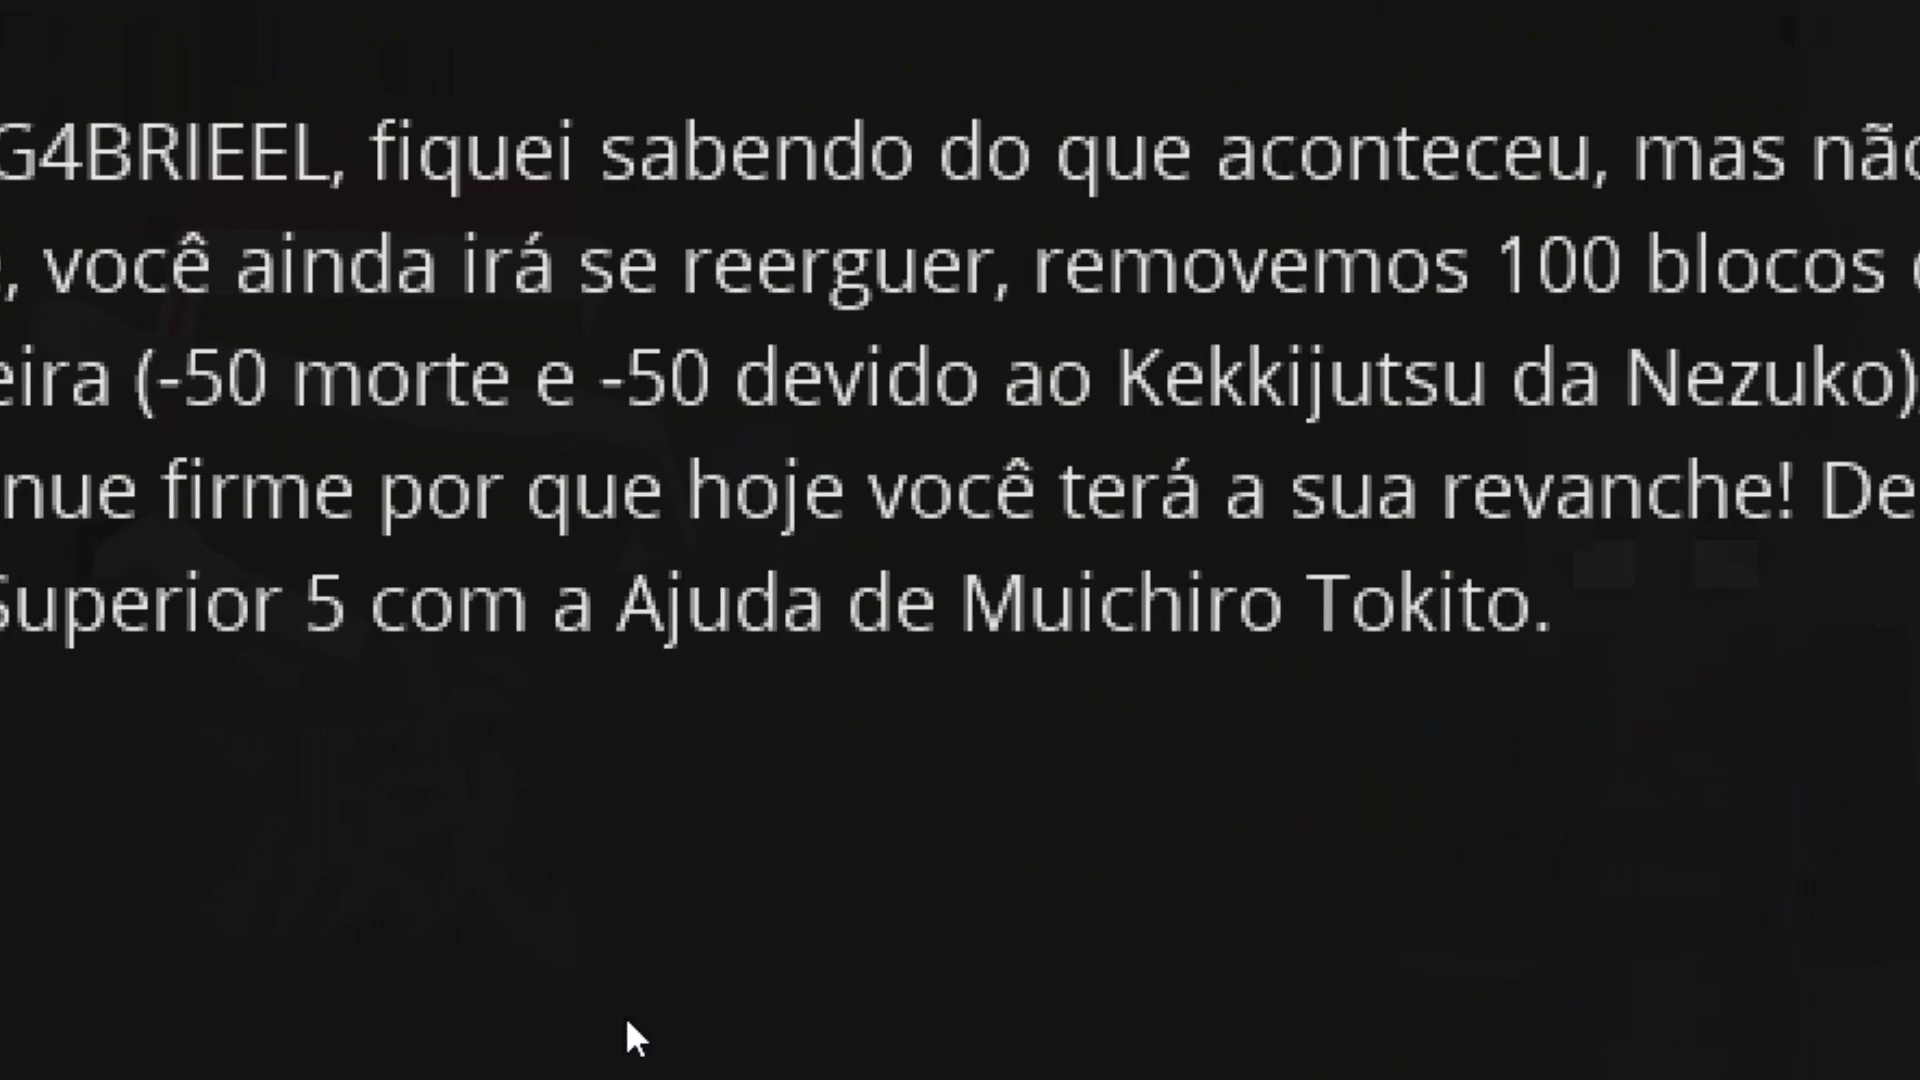 G4BRIEEL, fiquei sabendo do que aconteceu, mas não
, você ainda irá se reerguer, removemos 100 blocos
eira (-50 morte e -50 devido ao Kekkijutsu da Nezuko)
nue firme por que hoje você terá a sua revanche! De
Superior 5 com a Ajuda de Muichiro Tokito.